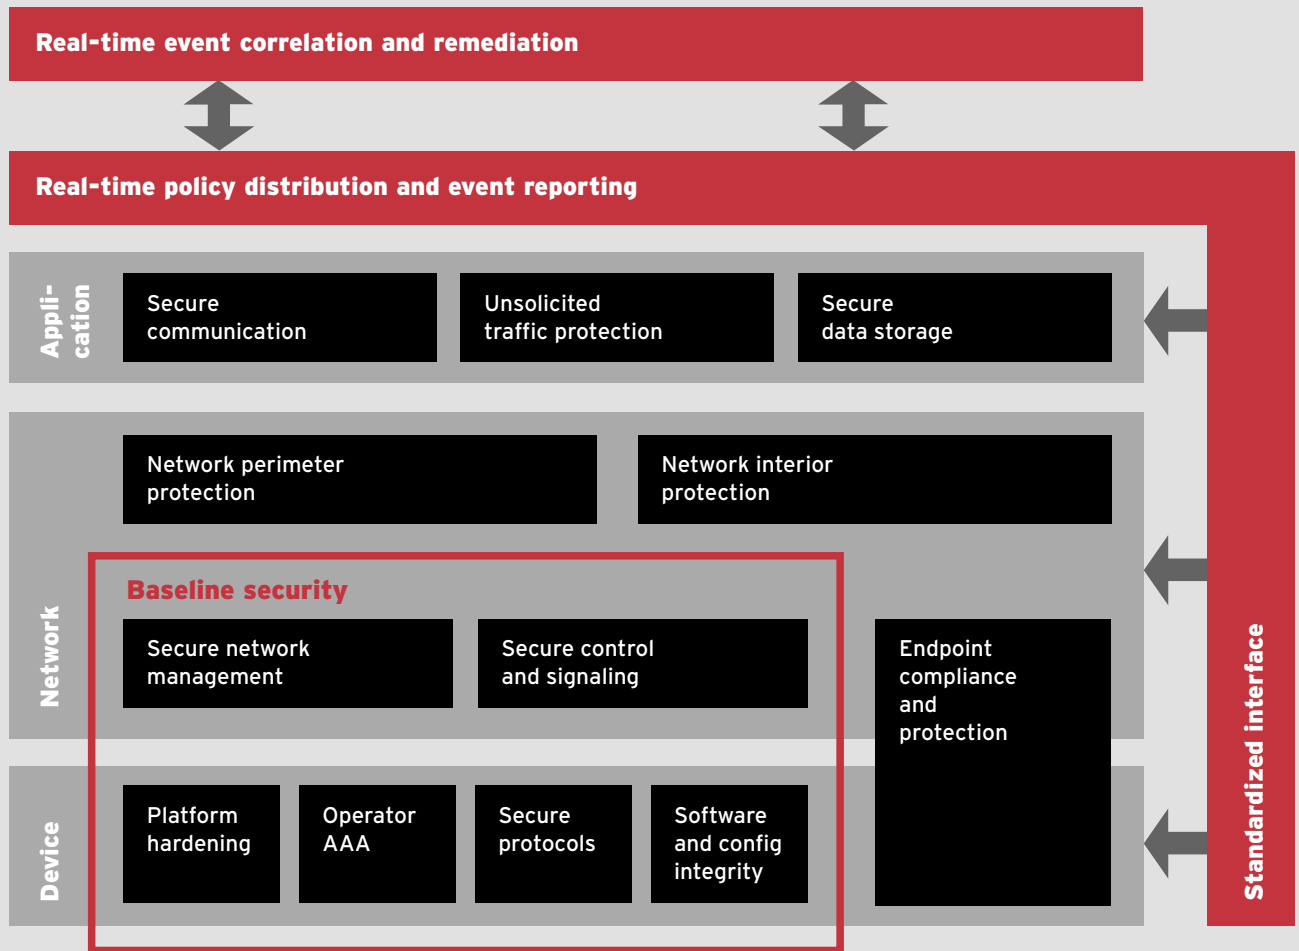 Real-time event correlation and remediation
Real-time policy distribution and event reporting
Appli-
cation
Secure
communication
Unsolicited
traffic protection
Secure
data storage
Network
Network perimeter
protection
Network interior
protection
Baseline security
Secure network
management
Secure control
and signaling
Endpoint
compliance
and
protection
Device
Platform
hardening
Operator
AAA
Secure
protocols
Software
and config
integrity
Standardized interface